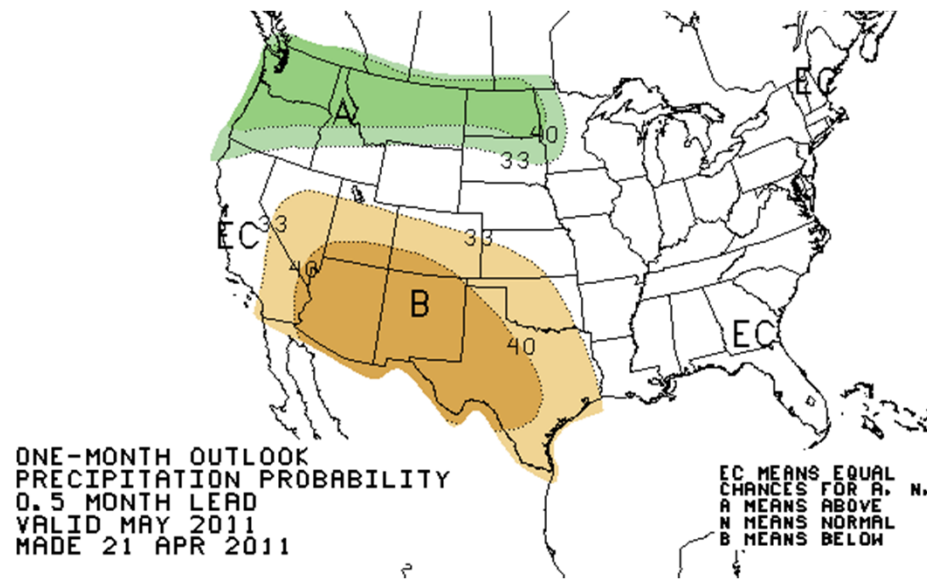 EC
A
40
33
33
EC
33
40
B
40
EC
ONE-MONTH OUTLOOK
PRECIPITATION PROBABILITY
0.5 MONTH LEAD
VALID MAY 2011
MADE 21 APR 2011
EC MEANS EQUAL
CHANCES FOR A. N.
A MEANS ABOVE
N MEANS NORMAL
B MEANS BELOW